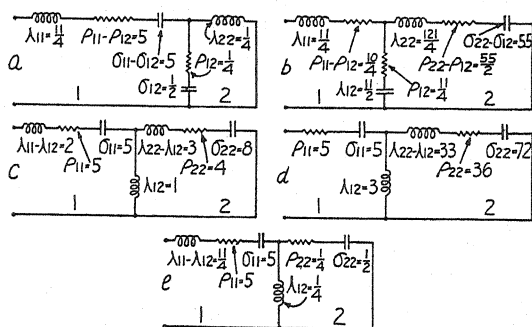 a λ11=11/4 ρ11-ρ12=5 σ11-σ12=5 λ22=1/4
ρ12=1/4
σ12=1/2
1 2
b λ11=11/4 ρ11-ρ12=10/4 λ22=121/4 ρ22-ρ12=55/2 σ22-σ12=55
λ12=11/2 ρ12=11/4
1 2
c λ11-λ12=2 ρ11=5 σ11=5 λ22-λ12=3 ρ22=4 σ22=8
λ12=1
1 2
d ρ11=5 σ11=5 λ22-λ12=33 ρ22=36 σ22=72
λ12=3
1 2
e λ11-λ12=11/4 ρ11=5 σ11=5 ρ22=1/4 σ22=1/2
λ12=1/4
1 2